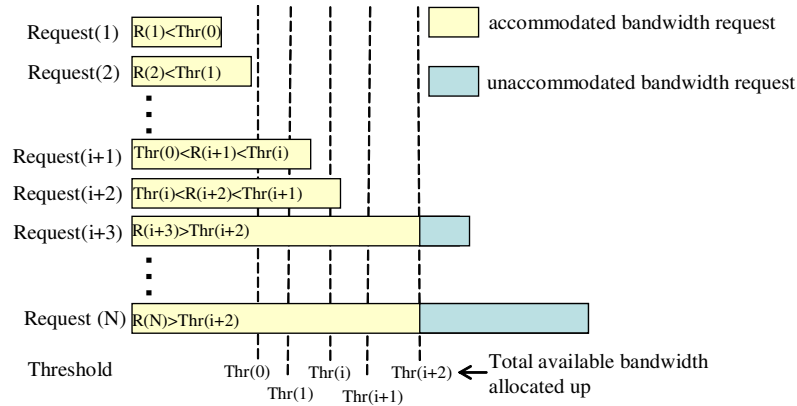 Request(1)
R(1)<Thr(0)
accommodated bandwidth request
Request(2)
R(2)<Thr(1)
unaccommodated bandwidth request
Request(i+1)
Thr(0)<R(i+1)<Thr(i)
Request(i+2)
Thr(i)<R(i+2)<Thr(i+1)
Request(i+3)
R(i+3)>Thr(i+2)
Request (N)
R(N)>Thr(i+2)
Threshold
Thr(0)
Thr(1)
Thr(i)
Thr(i+1)
Thr(i+2)
Total available bandwidth
allocated up